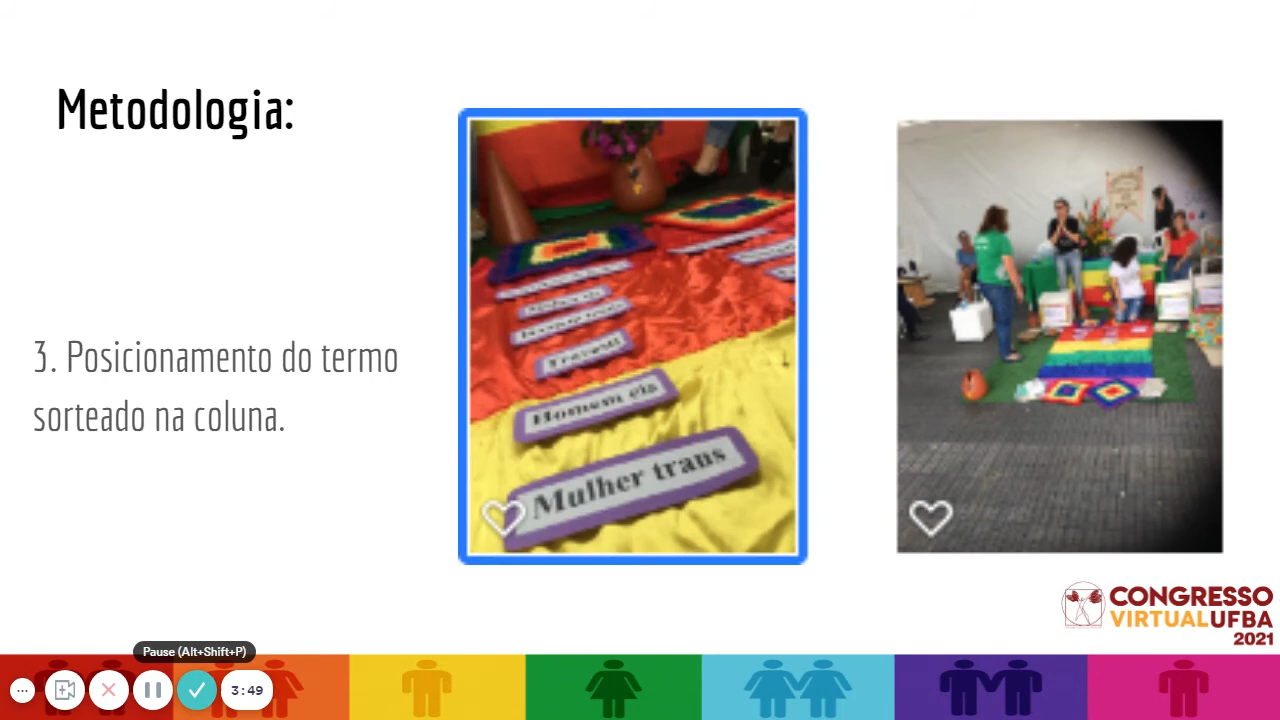 Metodologia:
3. Posicionamento do termo
sorteado na coluna.
Travesti
Homem cis
Mulher trans
CONGRESSO
VIRTUALUFBA
2021
Pause (Alt+Shift+P)
3:49